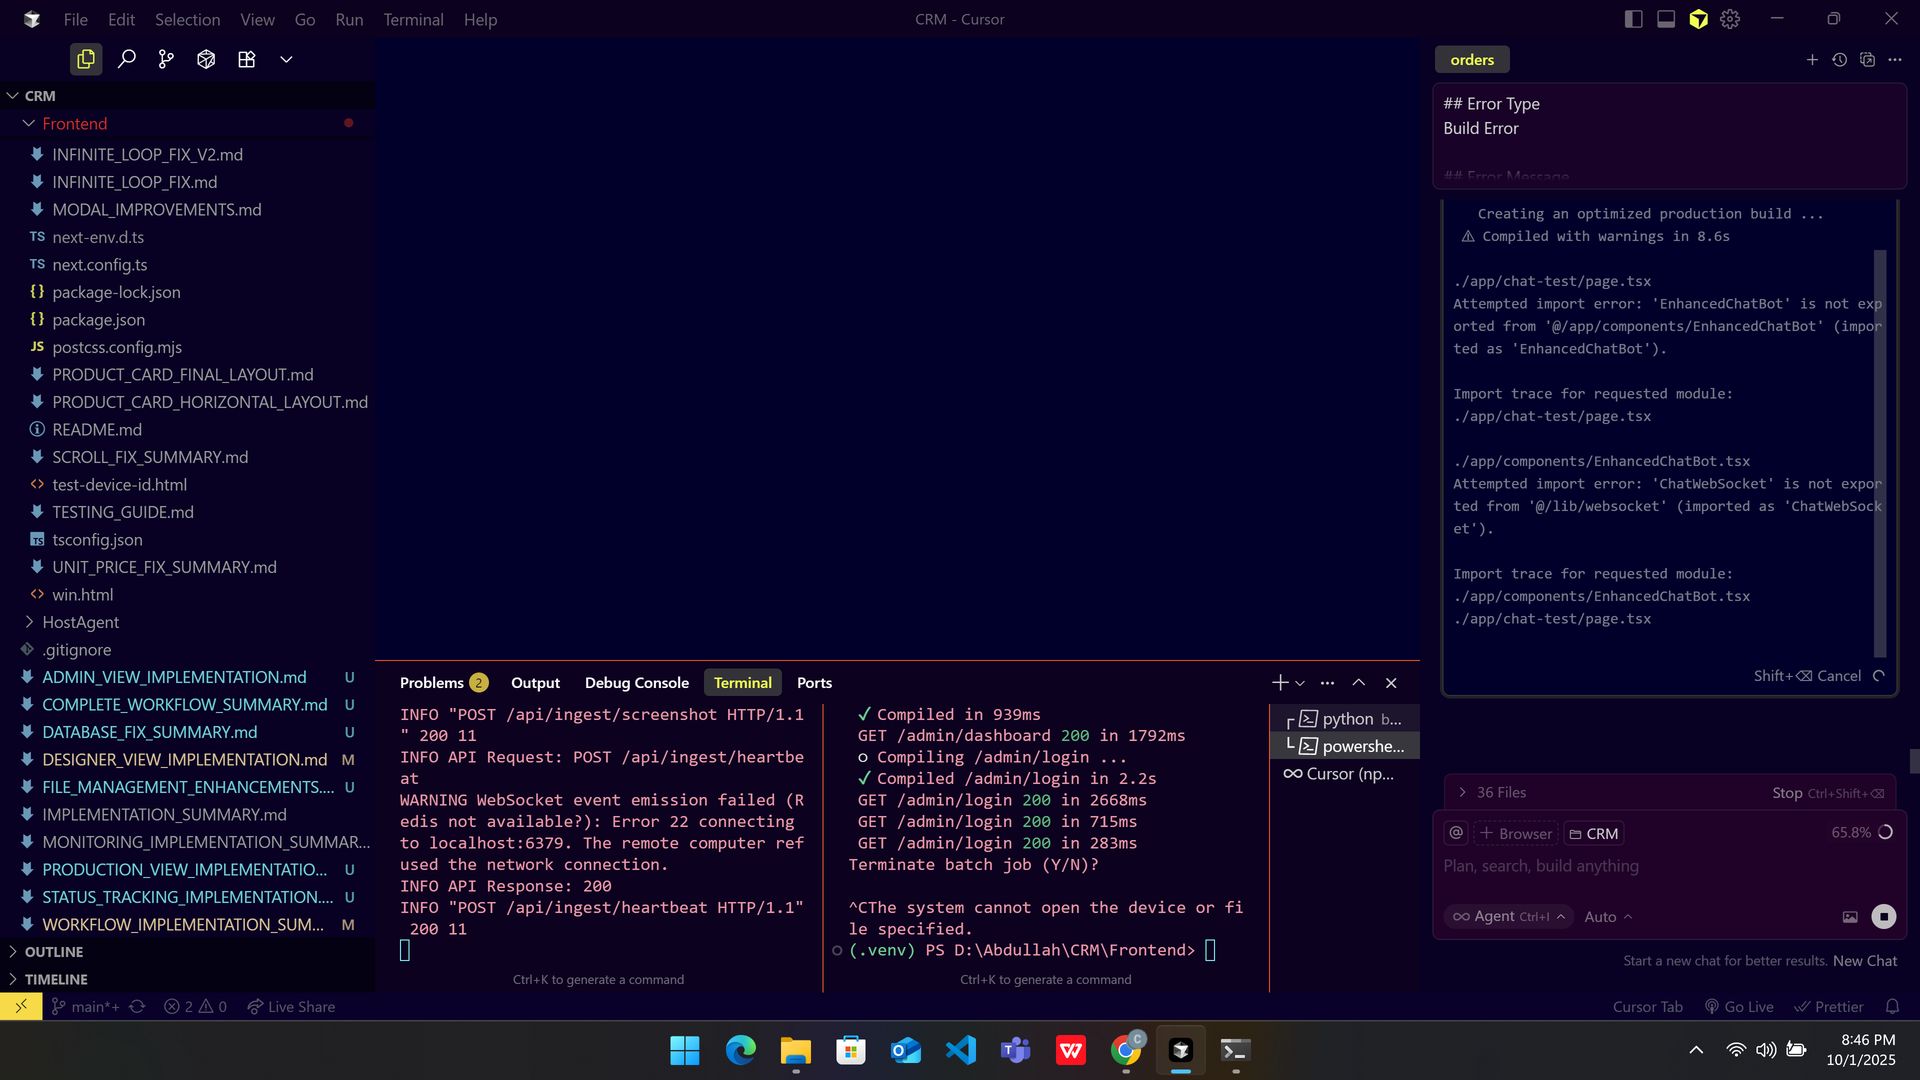 File Edit Selection View Go Run Terminal Help
CRM - Cursor
CRM
Frontend
INFINITE_LOOP_FIX_V2.md
INFINITE_LOOP_FIX.md
MODAL_IMPROVEMENTS.md
TS next-env.d.ts
TS next.config.ts
{} package-lock.json
{} package.json
JS postcss.config.mjs
PRODUCT_CARD_FINAL_LAYOUT.md
PRODUCT_CARD_HORIZONTAL_LAYOUT.md
README.md
SCROLL_FIX_SUMMARY.md
<> test-device-id.html
TESTING_GUIDE.md
TS tsconfig.json
UNIT_PRICE_FIX_SUMMARY.md
<> win.html
HostAgent
.gitignore
ADMIN_VIEW_IMPLEMENTATION.md U
COMPLETE_WORKFLOW_SUMMARY.md U
DATABASE_FIX_SUMMARY.md U
DESIGNER_VIEW_IMPLEMENTATION.md M
FILE_MANAGEMENT_ENHANCEMENTS.... U
IMPLEMENTATION_SUMMARY.md
MONITORING_IMPLEMENTATION_SUMMAR...
PRODUCTION_VIEW_IMPLEMENTATIO... U
STATUS_TRACKING_IMPLEMENTATION.... U
WORKFLOW_IMPLEMENTATION_SUM... M
OUTLINE
TIMELINE
Problems 2 Output Debug Console Terminal Ports
INFO "POST /api/ingest/screenshot HTTP/1.1
" 200 11
INFO API Request: POST /api/ingest/heartbe
at
WARNING WebSocket event emission failed (R
edis not available?): Error 22 connecting
to localhost:6379. The remote computer ref
used the network connection.
INFO API Response: 200
INFO "POST /api/ingest/heartbeat HTTP/1.1"
200 11
Ctrl+K to generate a command
✓ Compiled in 939ms
GET /admin/dashboard 200 in 1792ms
○ Compiling /admin/login ...
✓ Compiled /admin/login in 2.2s
GET /admin/login 200 in 2668ms
GET /admin/login 200 in 715ms
GET /admin/login 200 in 283ms
Terminate batch job (Y/N)?
^CThe system cannot open the device or fi
le specified.
(.venv) PS D:\Abdullah\CRM\Frontend>
Ctrl+K to generate a command
python b...
powershe...
Cursor (np...
orders
## Error Type
Build Error
## Error Message
Creating an optimized production build ...
⚠ Compiled with warnings in 8.6s
./app/chat-test/page.tsx
Attempted import error: 'EnhancedChatBot' is not exp
orted from '@/app/components/EnhancedChatBot' (impor
ted as 'EnhancedChatBot').
Import trace for requested module:
./app/chat-test/page.tsx
./app/components/EnhancedChatBot.tsx
Attempted import error: 'ChatWebSocket' is not expor
ted from '@/lib/websocket' (imported as 'ChatWebSock
et').
Import trace for requested module:
./app/components/EnhancedChatBot.tsx
./app/chat-test/page.tsx
Shift+⌫ Cancel
36 Files Stop Ctrl+Shift+⌫
@ + Browser CRM 65.8%
Plan, search, build anything
Agent Ctrl+I Auto
Start a new chat for better results. New Chat
main*+ 2 0 Live Share
Cursor Tab Go Live Prettier
8:46 PM
10/1/2025